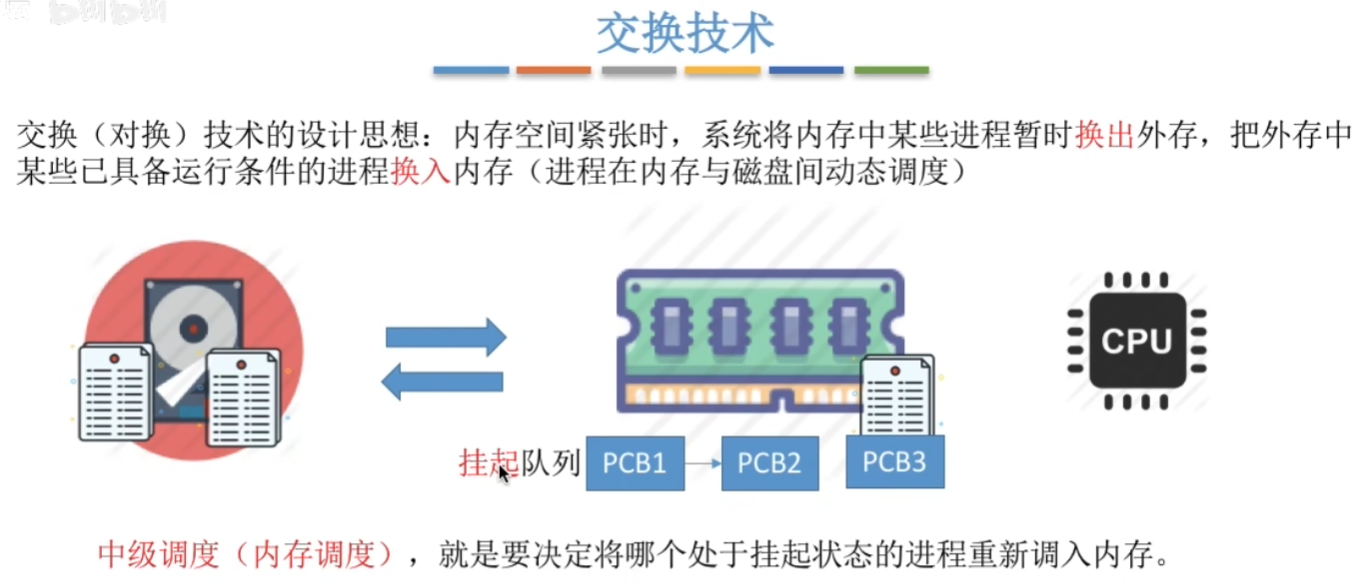 交换技术
交换（对换）技术的设计思想：内存空间紧张时，系统将内存中某些进程暂时换出外存，把外存中
某些已具备运行条件的进程换入内存（进程在内存与磁盘间动态调度）
CPU
挂起队列 PCB1 PCB2 PCB3
中级调度（内存调度），就是要决定将哪个处于挂起状态的进程重新调入内存。